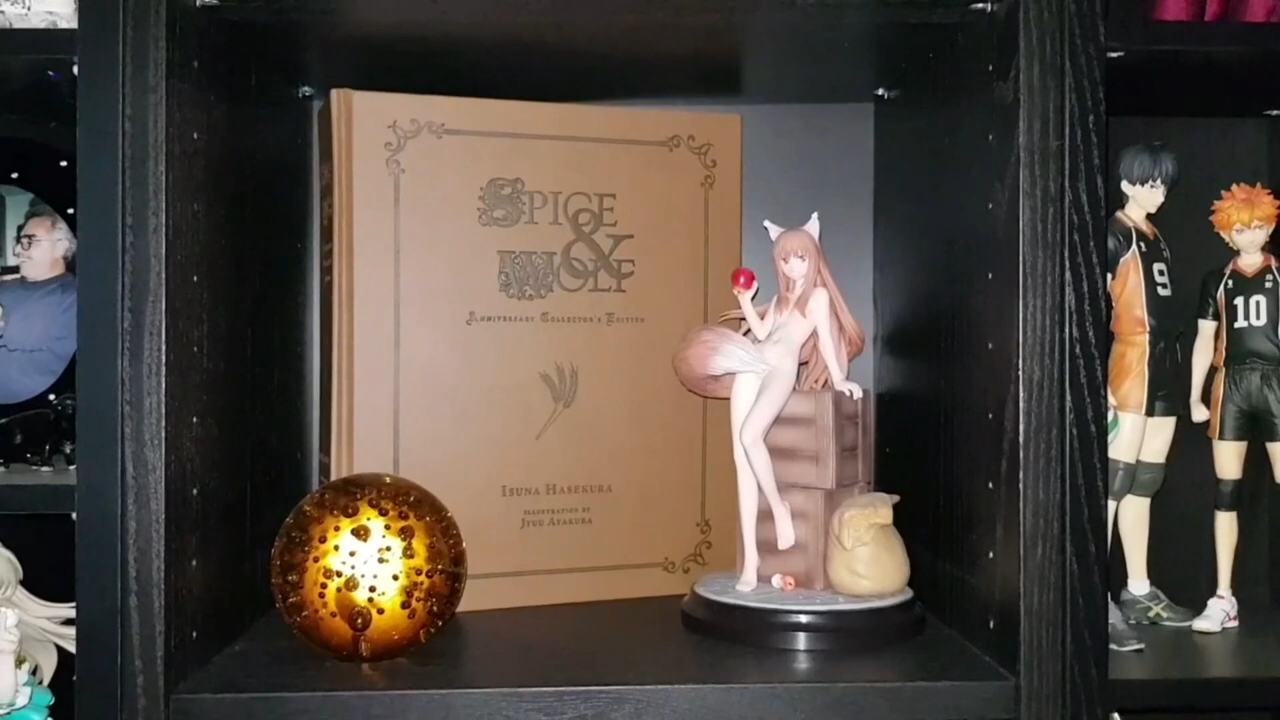 SPICE
&
WOLF
ANNIVERSARY COLLECTOR'S EDITION
ISUNA HASEKURA
ILLUSTRATION BY
JYUU AYAKURA
9
10